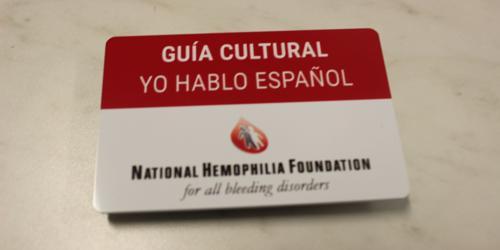 GUÍA CULTURAL
YO HABLO ESPAÑOL
NATIONAL HEMOPHILIA FOUNDATION
for all bleeding disorders